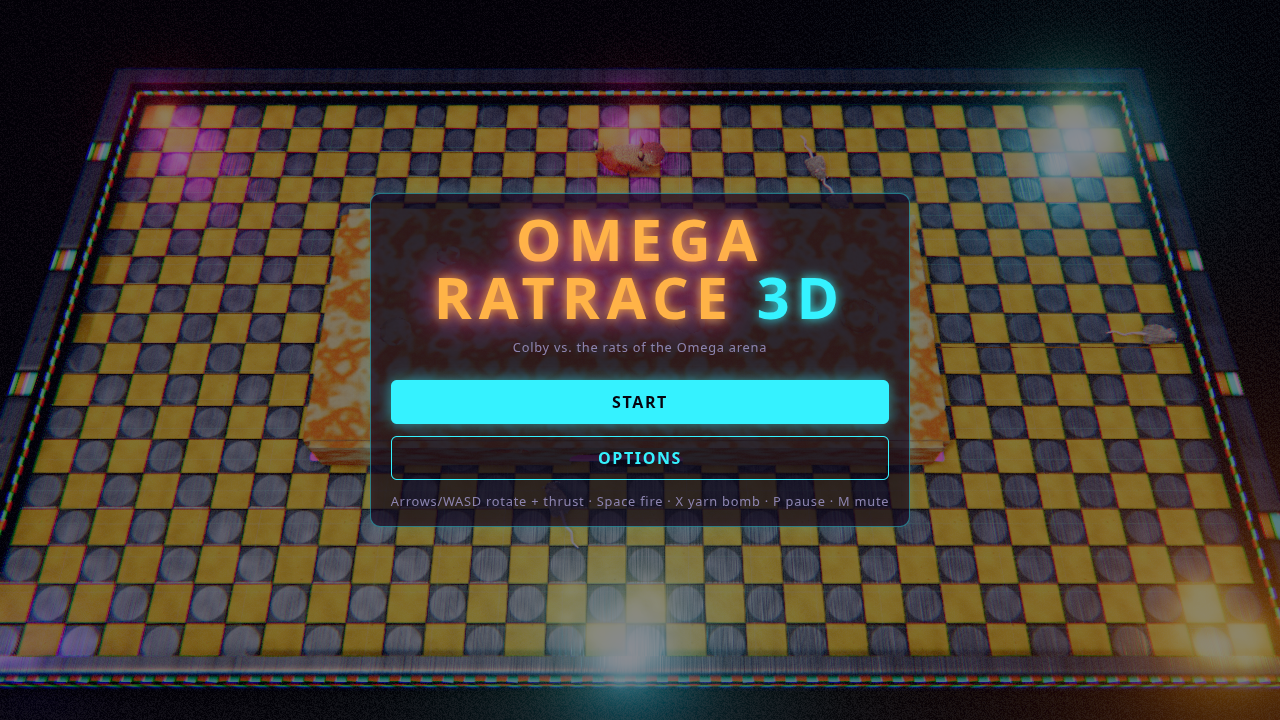 OMEGA
RATRACE 3D
Colby vs. the rats of the Omega arena
START
OPTIONS
Arrows/WASD rotate + thrust · Space fire · X yarn bomb · P pause · M mute